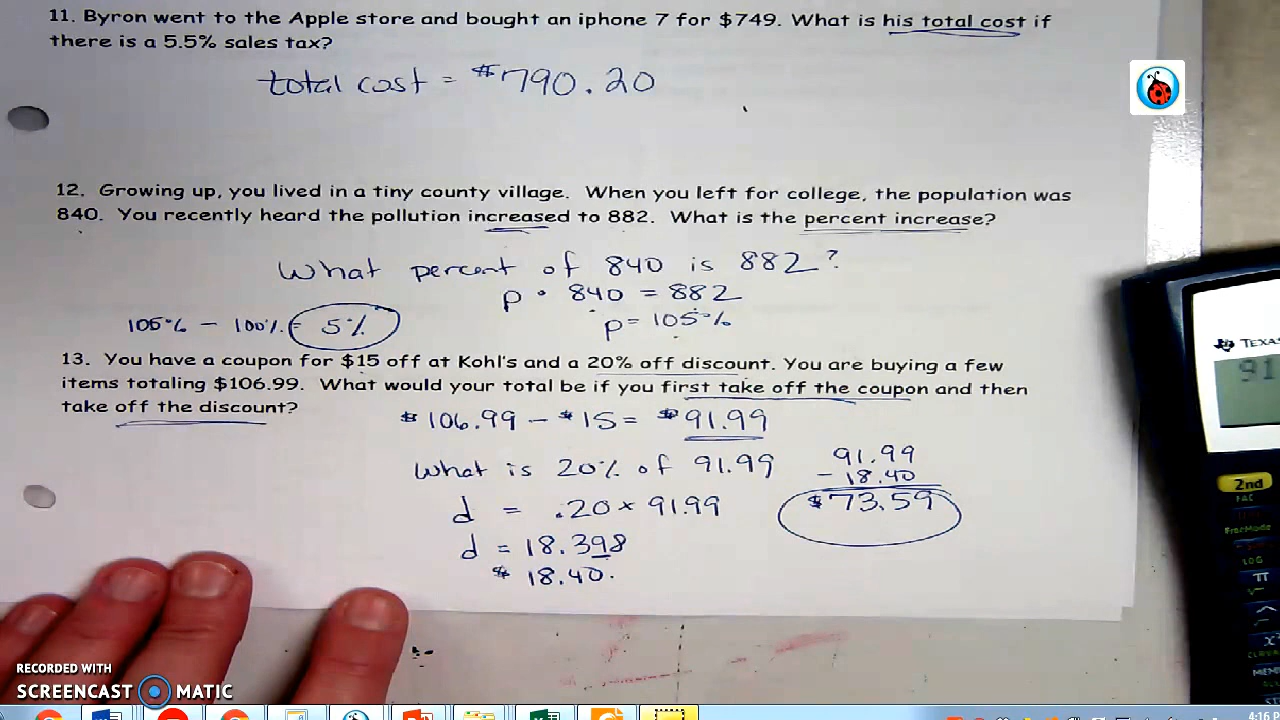 11. Byron went to the Apple store and bought an iphone 7 for $749. What is his total cost if
there is a 5.5% sales tax?
total cost = $790.20
12. Growing up, you lived in a tiny county village. When you left for college, the population was
840. You recently heard the pollution increased to 882. What is the percent increase?
What percent of 840 is 882?
p • 840 = 882
105% - 100% = 5%
p = 105%
13. You have a coupon for $15 off at Kohl's and a 20% off discount. You are buying a few
items totaling $106.99. What would your total be if you first take off the coupon and then
take off the discount?
$106.99 - $15 = $91.99
What is 20% of 91.99
d = .20 x 91.99
d = 18.398
$ 18.40.
91.99
- 18.40
$73.59
TEXAS
91
2nd
LOG
π
RECORDED WITH
SCREENCAST MATIC
4:16 P